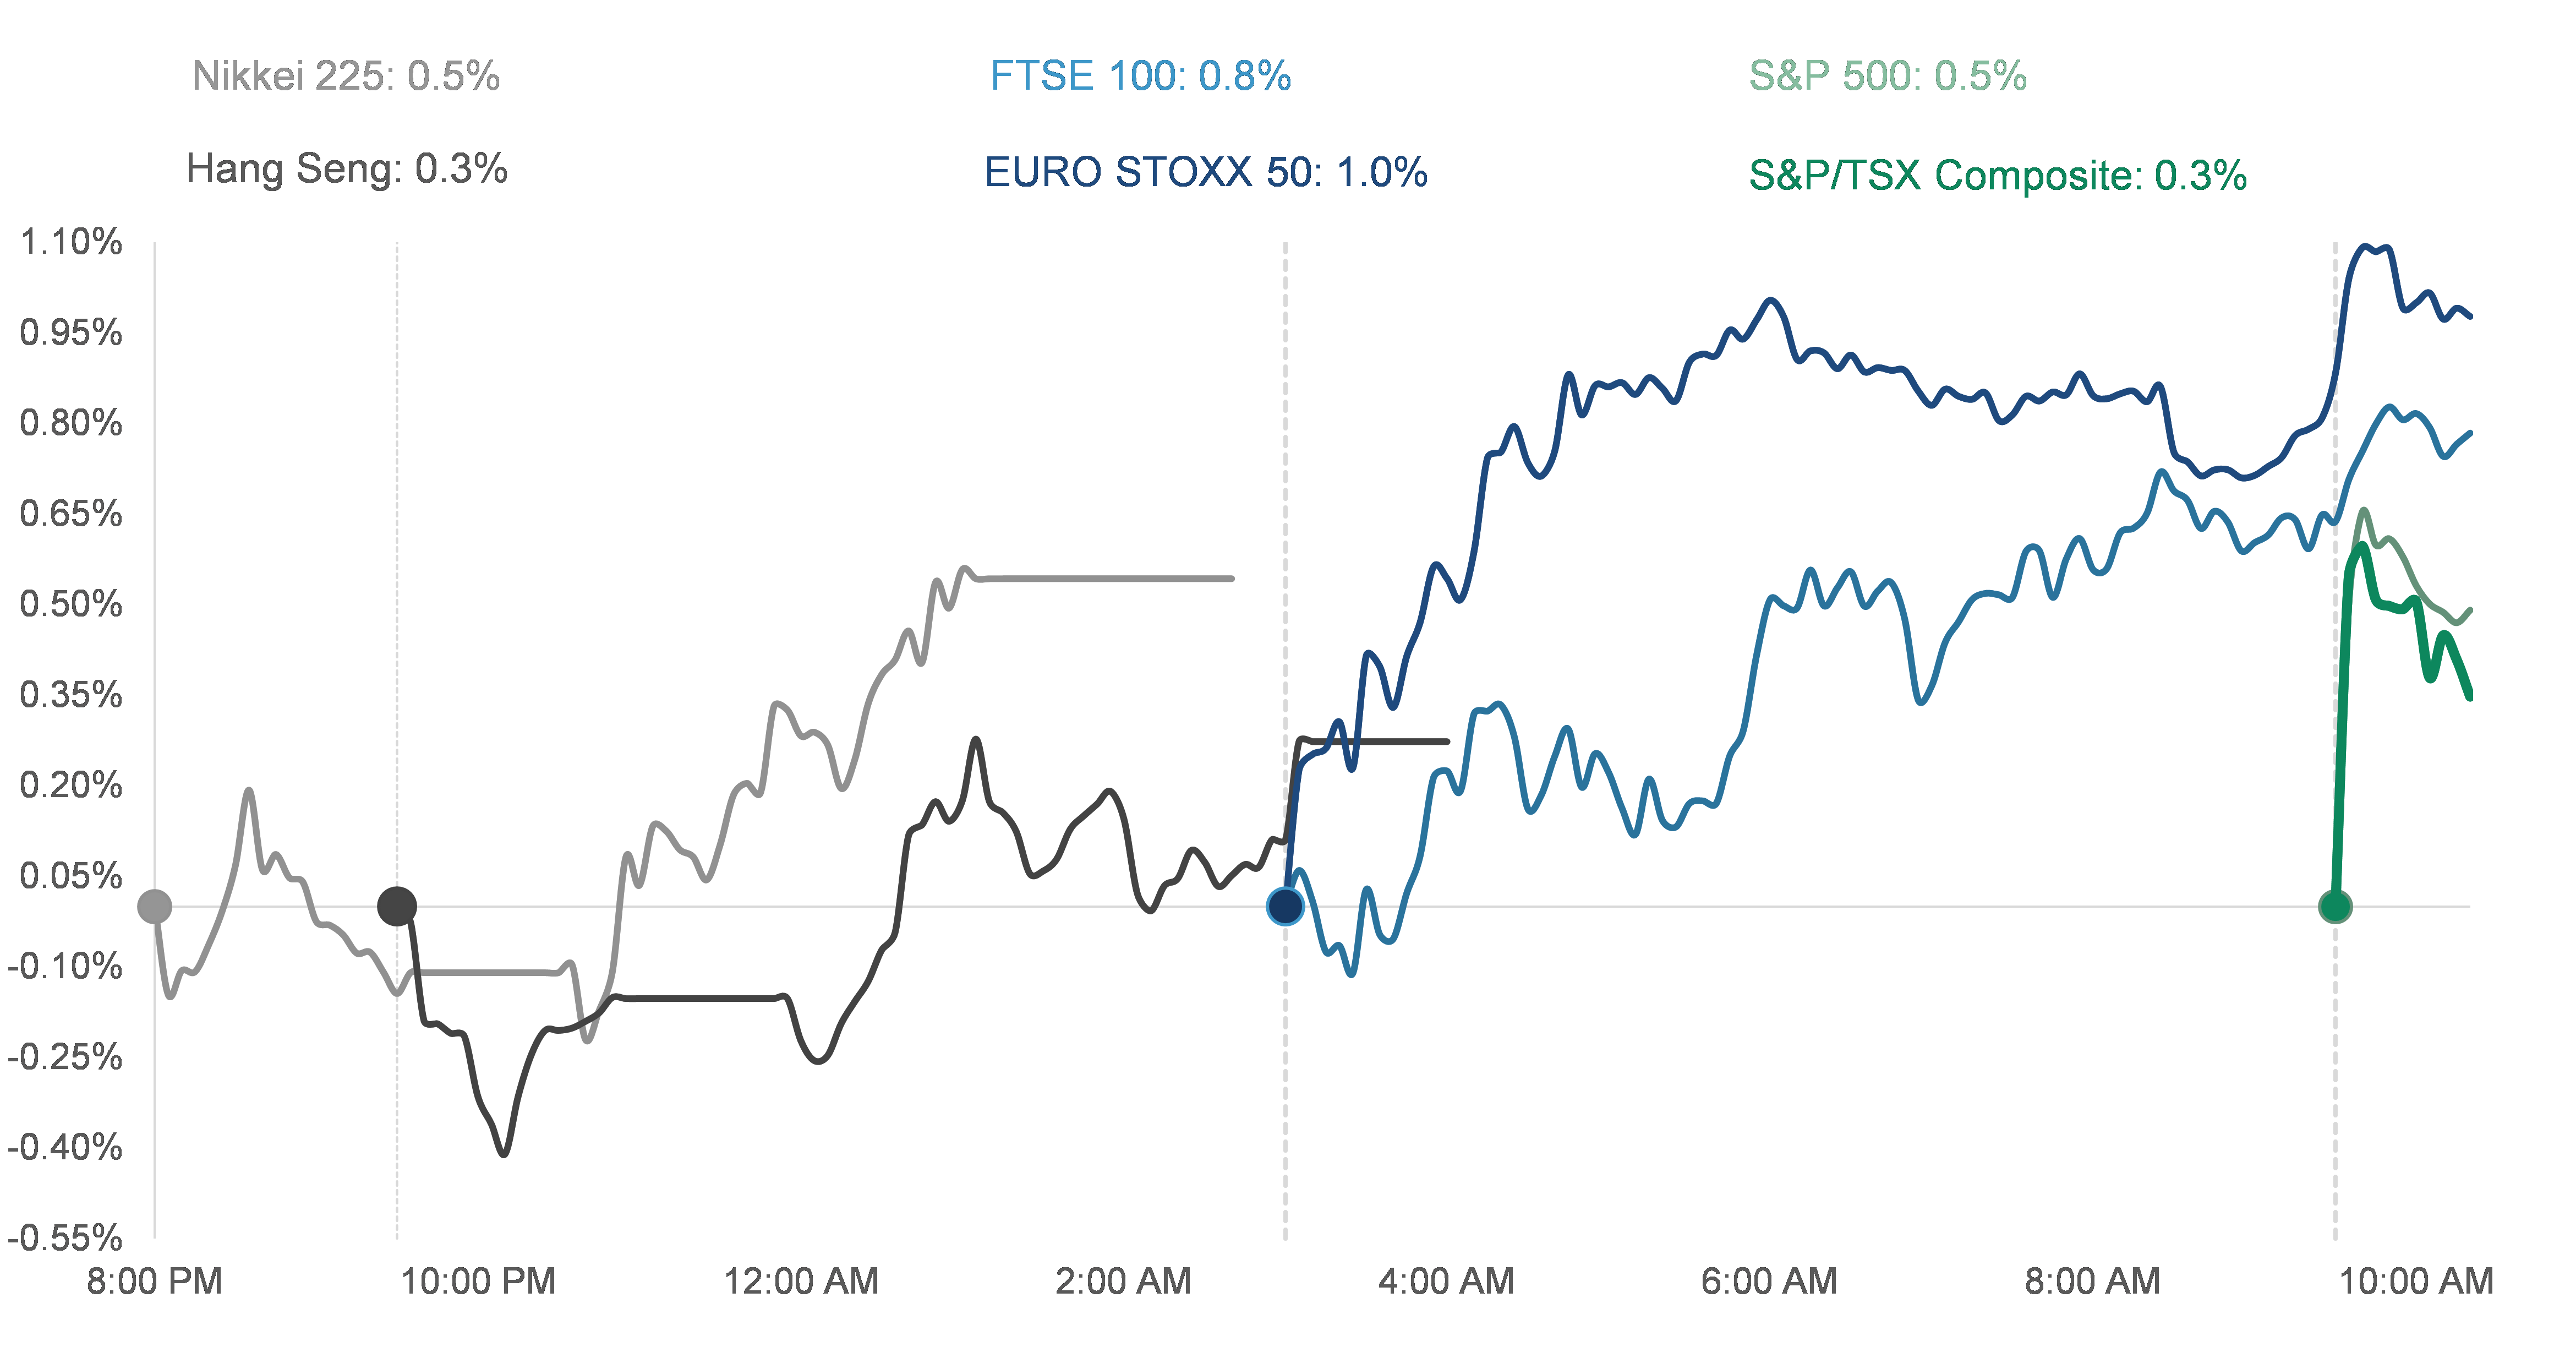 Nikkei 225: 0.5%
FTSE 100: 0.8%
S&P 500: 0.5%
Hang Seng: 0.3%
EURO STOXX 50: 1.0%
S&P/TSX Composite: 0.3%
1.10%
0.95%
0.80%
0.65%
0.50%
0.35%
0.20%
0.05%
-0.10%
-0.25%
-0.40%
-0.55%
8:00 PM
10:00 PM
12:00 AM
2:00 AM
4:00 AM
6:00 AM
8:00 AM
10:00 AM